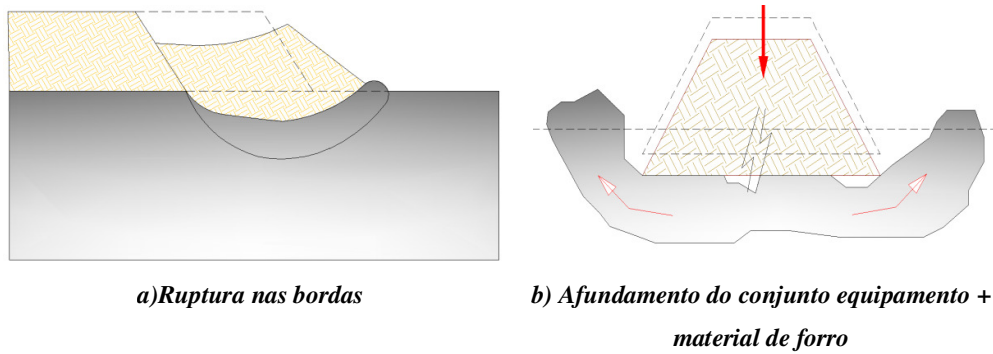 a)Ruptura nas bordas
b) Afundamento do conjunto equipamento +
material de forro